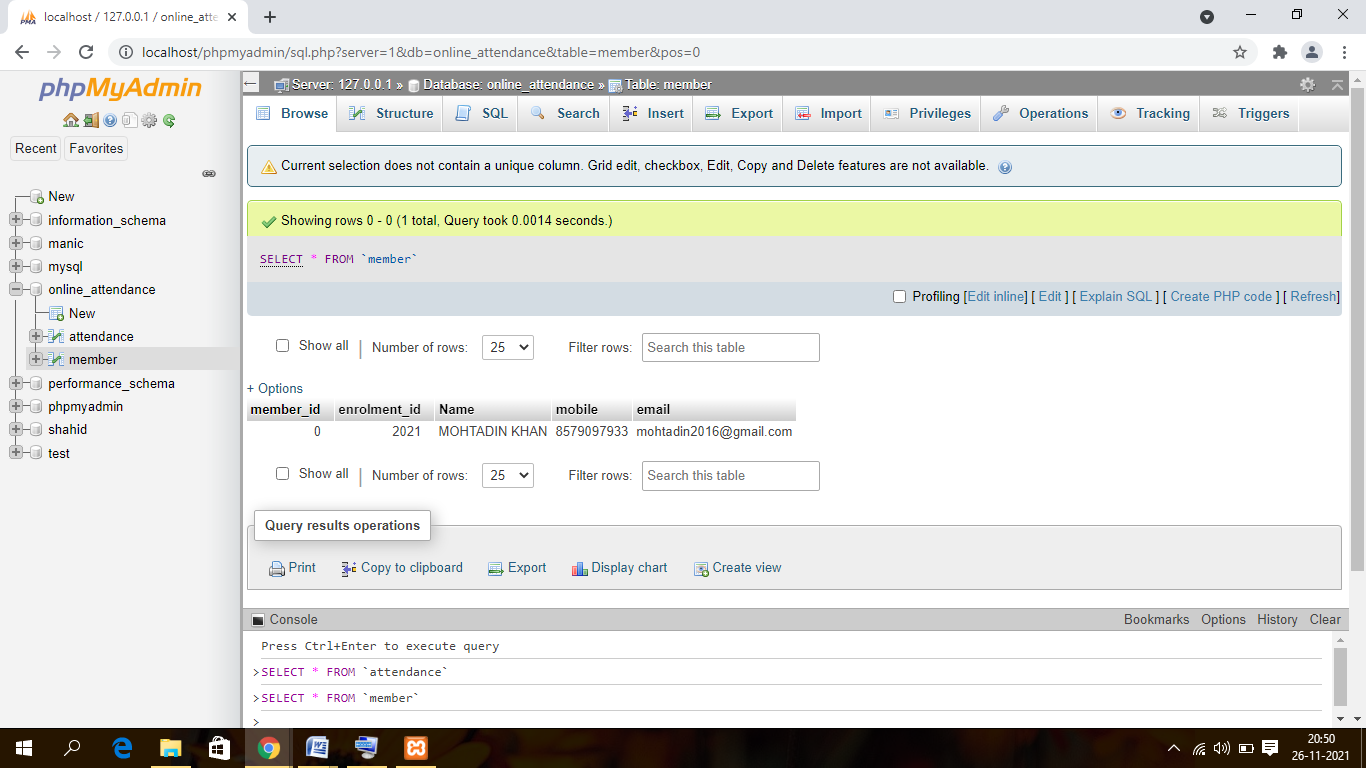 localhost / 127.0.0.1 / online_atte
localhost/phpmyadmin/sql.php?server=1&db=online_attendance&table=member&pos=0
phpMyAdmin
Recent Favorites
New
information_schema
manic
mysql
online_attendance
New
attendance
member
performance_schema
phpmyadmin
shahid
test
Server: 127.0.0.1 » Database: online_attendance » Table: member
Browse Structure SQL Search Insert Export Import Privileges Operations Tracking Triggers
Current selection does not contain a unique column. Grid edit, checkbox, Edit, Copy and Delete features are not available.
Showing rows 0 - 0 (1 total, Query took 0.0014 seconds.)
SELECT * FROM `member`
Profiling [Edit inline] [ Edit ] [ Explain SQL ] [ Create PHP code ] [ Refresh]
Show all | Number of rows: 25 Filter rows: Search this table
+ Options
member_id enrolment_id Name mobile email
0 2021 MOHTADIN KHAN 8579097933 mohtadin2016@gmail.com
Show all | Number of rows: 25 Filter rows: Search this table
Query results operations
Print Copy to clipboard Export Display chart Create view
Console Bookmarks Options History Clear
Press Ctrl+Enter to execute query
>SELECT * FROM `attendance`
>SELECT * FROM `member`
>
20:50
26-11-2021